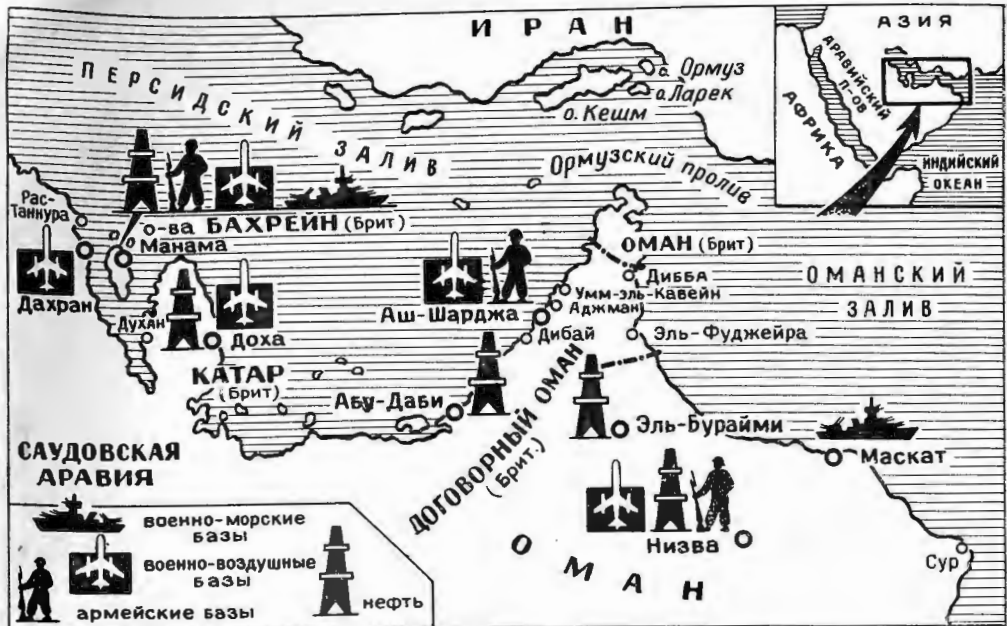 ИРАН
ПЕРСИДСКИЙ
ЗАЛИВ
о. Ормуз
о. Ларек
о. Кешм
Ормузский пролив
АЗИЯ
АРАВИЙСКИЙ
П-ОВ
АФРИКА
ИНДИЙСКИЙ
ОКЕАН
Рас-
Таннура
о-ва БАХРЕЙН (Брит)
Манама
Дахран
Духан
Доха
КАТАР
(Брит)
Аш-Шарджа
ОМАН (Брит)
Дибба
Умм-эль-Кавейн
Аджман
Дибай
Эль-Фуджейра
ОМАНСКИЙ
ЗАЛИВ
Абу-Даби
ДОГОВОРНЫЙ ОМАН
(Брит.)
Эль-Бурайми
Маскат
САУДОВСКАЯ
АРАВИЯ
Низва
ОМАН
Сур
военно-морские
базы
военно-воздушные
базы
армейские базы
нефть